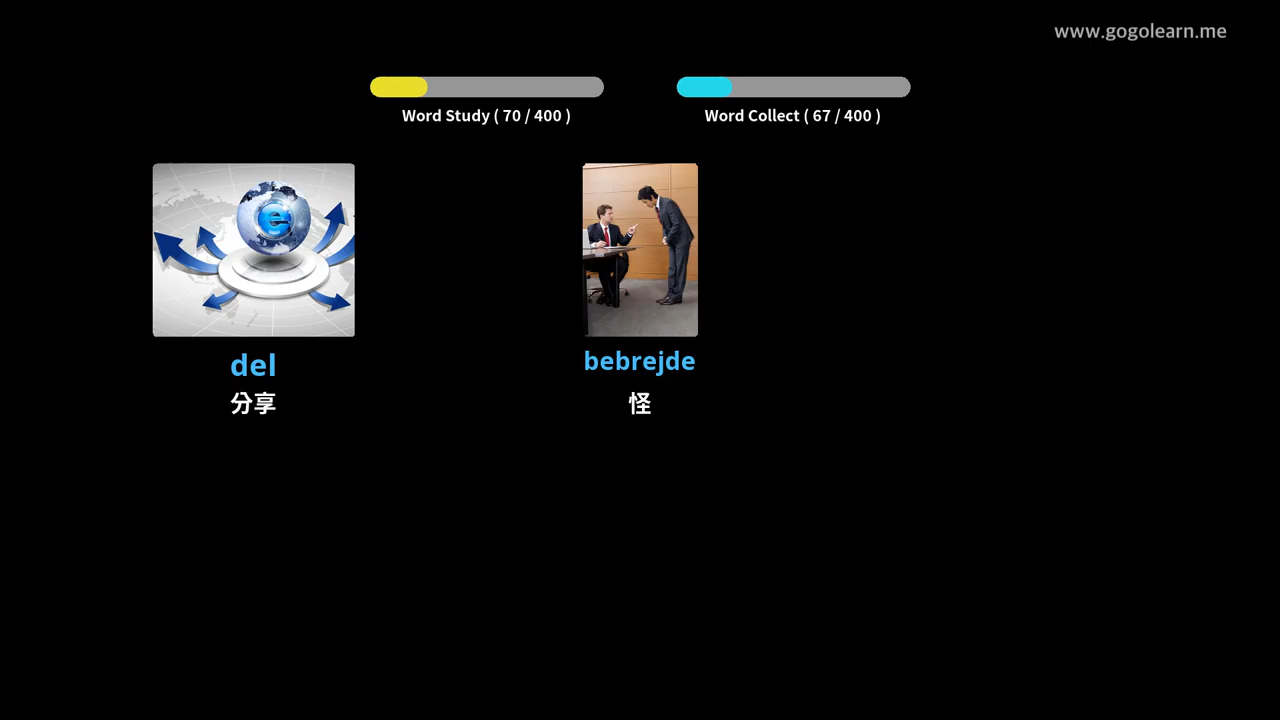 www.gogolearn.me
Word Study ( 70 / 400 )
Word Collect ( 67 / 400 )
e
del
分享
bebrejde
怪